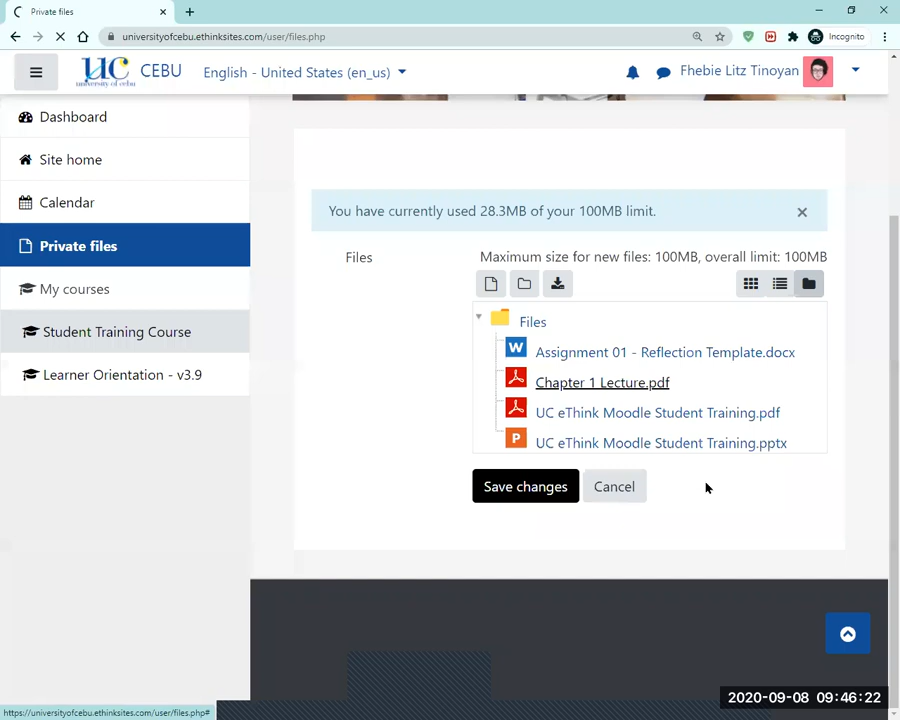 Private files
universityofcebu.ethinksites.com/user/files.php
Incognito
UC
university of cebu
CEBU
English - United States (en_us)
Fhebie Litz Tinoyan
Dashboard
Site home
Calendar
Private files
My courses
Student Training Course
Learner Orientation - v3.9
You have currently used 28.3MB of your 100MB limit.
Files
Maximum size for new files: 100MB, overall limit: 100MB
Files
Assignment 01 - Reflection Template.docx
Chapter 1 Lecture.pdf
UC eThink Moodle Student Training.pdf
UC eThink Moodle Student Training.pptx
Save changes
Cancel
https://universityofcebu.ethinksites.com/user/files.php#
2020-09-08 09:46:22